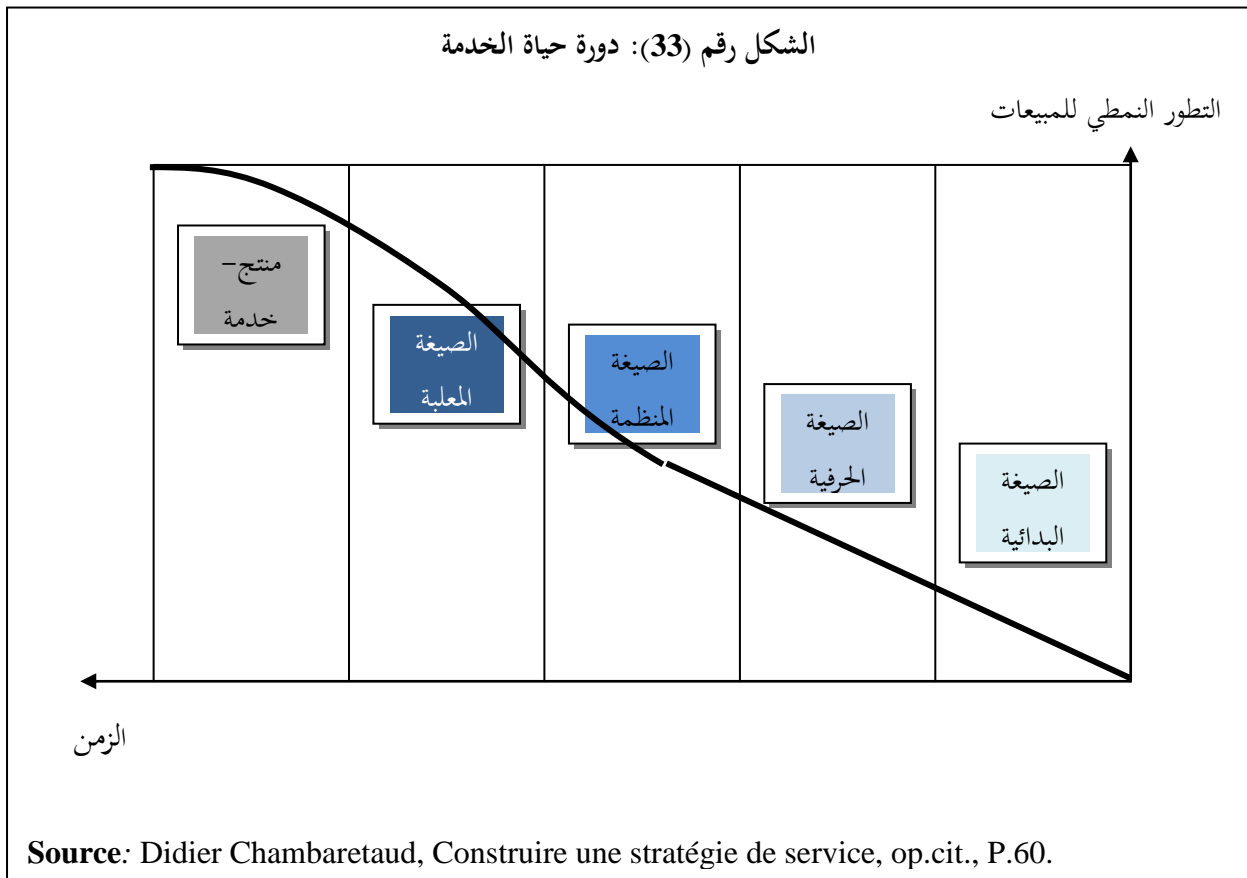 الشكل رقم (33): دورة حياة الخدمة
التطور النمطي للمبيعات
الصيغة
البدائية
الصيغة
الحرفية
الصيغة
المنظمة
الصيغة
المعلبة
منتج-
خدمة
الزمن
Source: Didier Chambaretaud, Construire une stratégie de service, op.cit., P.60.